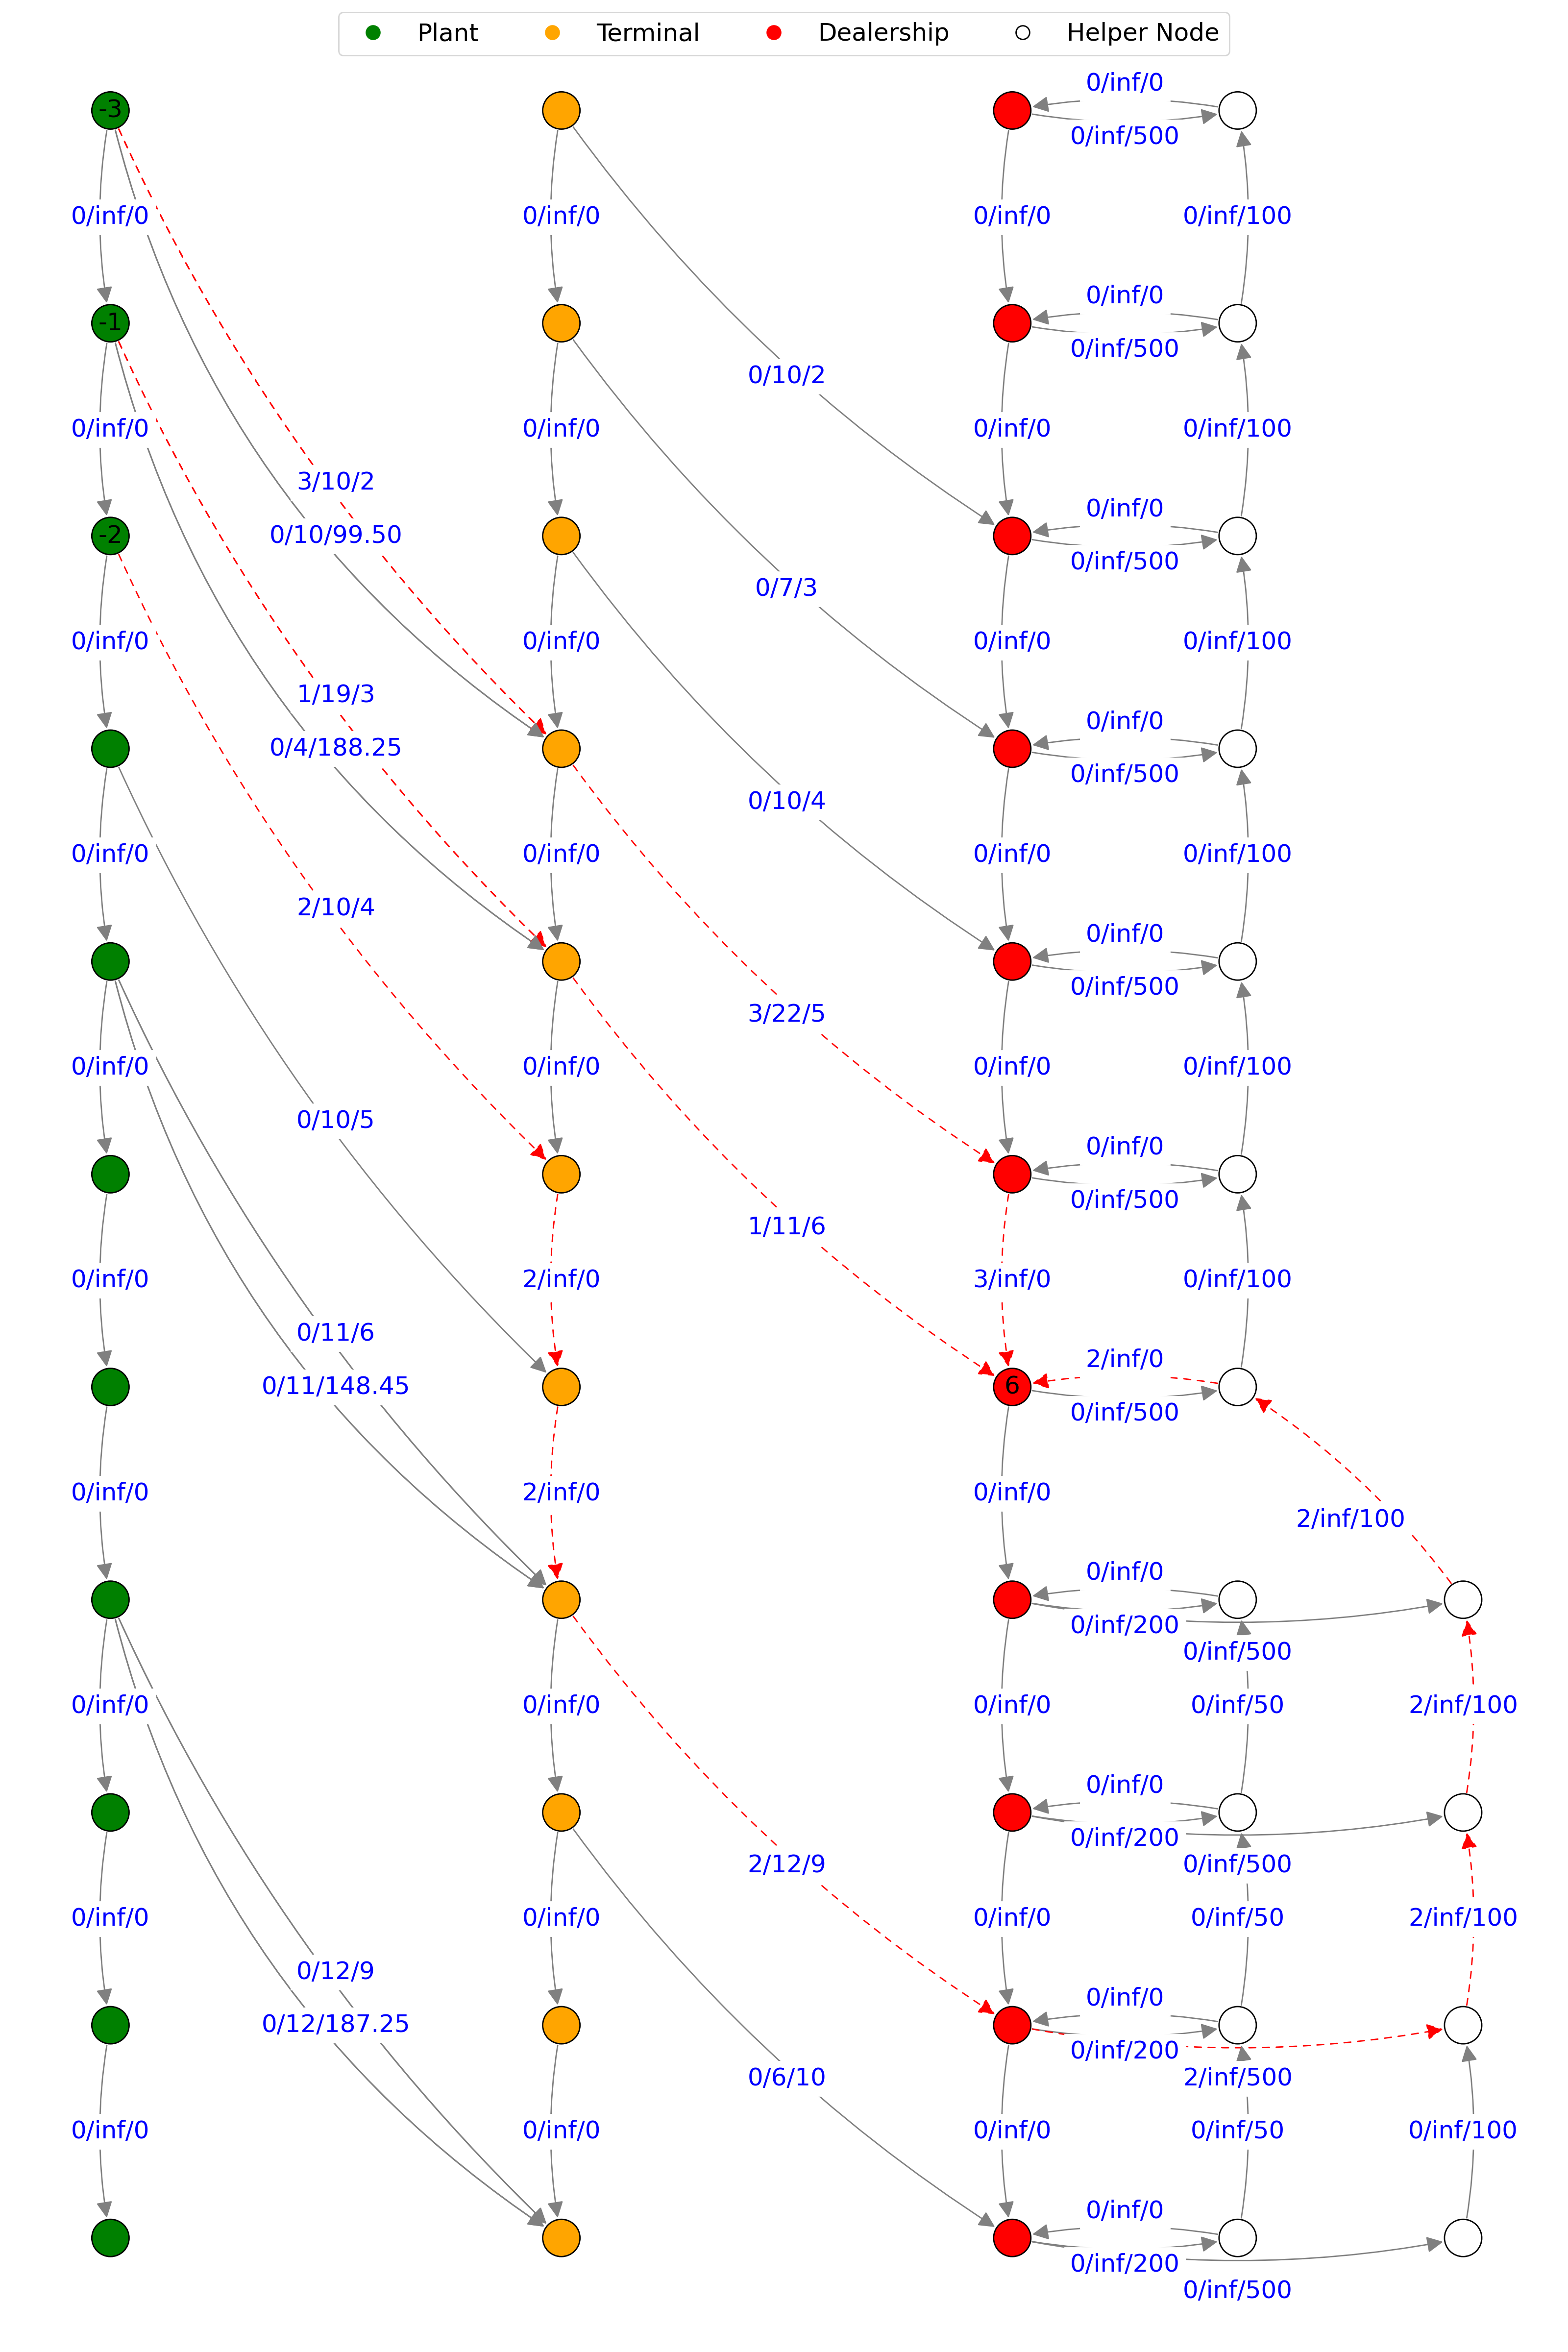 Plant Terminal Dealership Helper Node
0/inf/0
-3
0/inf/500
0/inf/0 0/inf/0 0/inf/0 0/inf/100
0/inf/0
-1
0/inf/500
0/10/2
0/inf/0 0/inf/0 0/inf/0 0/inf/100
3/10/2
0/inf/0
-2
0/10/99.50
0/inf/500
0/7/3
0/inf/0 0/inf/0 0/inf/0 0/inf/100
1/19/3
0/inf/0
0/4/188.25
0/inf/500
0/10/4
0/inf/0 0/inf/0 0/inf/0 0/inf/100
2/10/4
0/inf/0
0/inf/500
3/22/5
0/inf/0 0/inf/0 0/inf/0 0/inf/100
0/10/5
0/inf/0
0/inf/500
1/11/6
0/inf/0 2/inf/0 3/inf/0 0/inf/100
0/11/6
2/inf/0
0/11/148.45
6
0/inf/500
0/inf/0 2/inf/0 0/inf/0
2/inf/100
0/inf/0
0/inf/200
0/inf/500
0/inf/0 0/inf/0 0/inf/0 0/inf/50 2/inf/100
0/inf/0
0/inf/200
2/12/9
0/inf/500
0/inf/0 0/inf/0 0/inf/0 0/inf/50 2/inf/100
0/12/9
0/inf/0
0/12/187.25
0/inf/200
0/6/10
2/inf/500
0/inf/0 0/inf/0 0/inf/0 0/inf/50 0/inf/100
0/inf/0
0/inf/200
0/inf/500